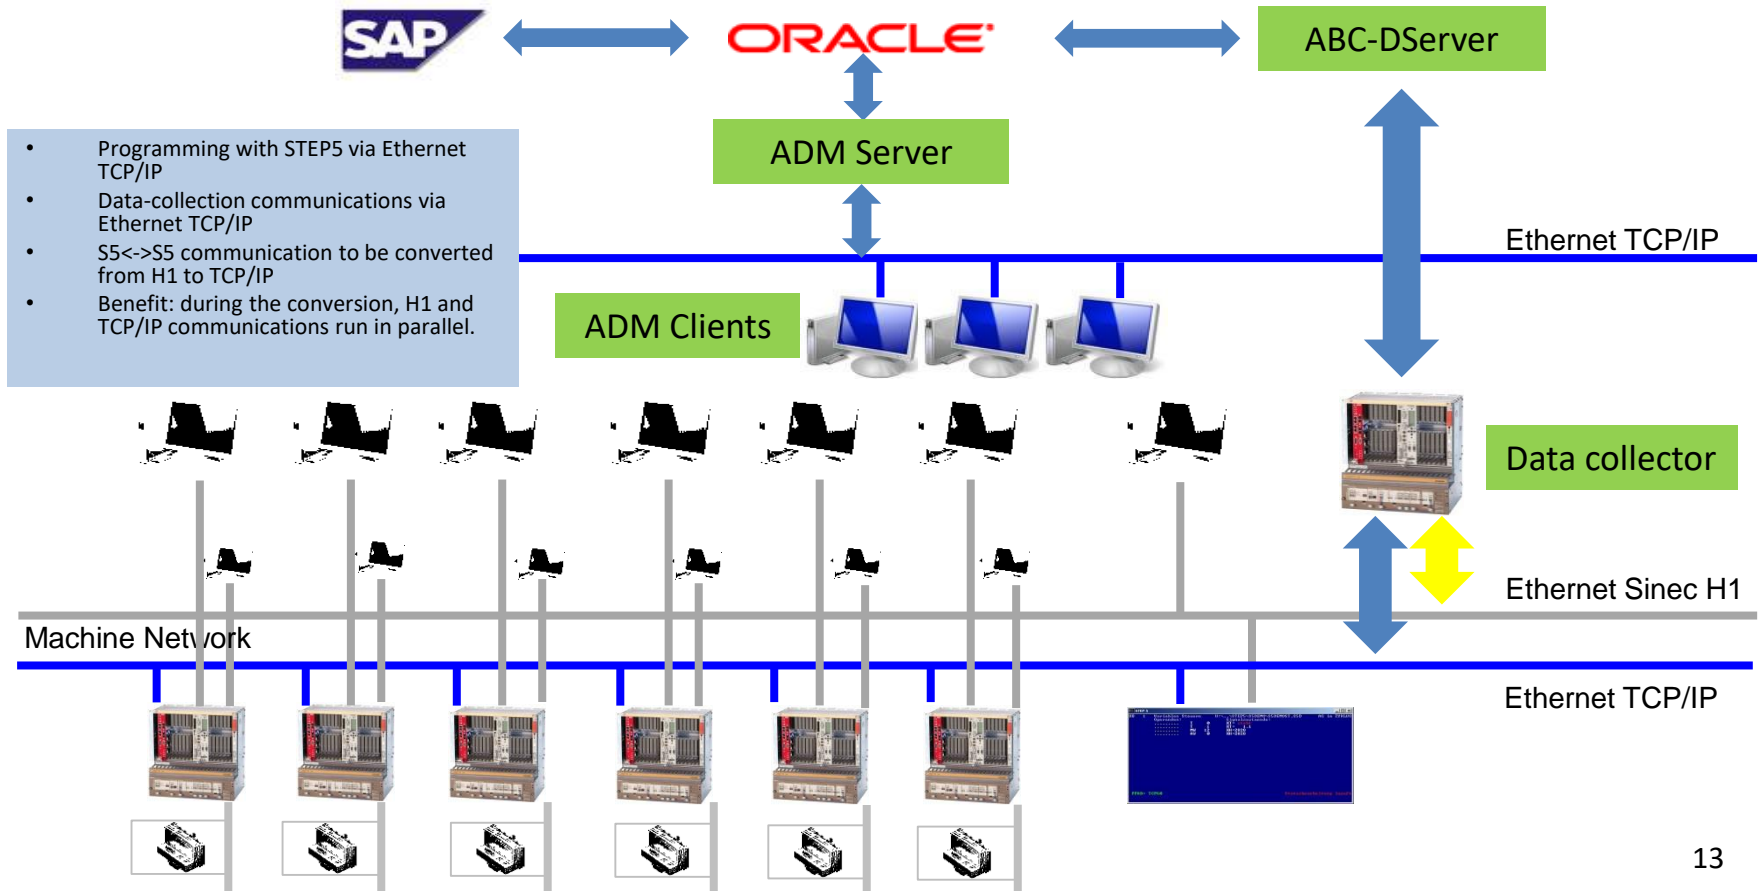 SAP
ORACLE
ABC-DServer
ADM Server
• Programming with STEP5 via Ethernet
TCP/IP
• Data-collection communications via
Ethernet TCP/IP
• S5<->S5 communication to be converted
from H1 to TCP/IP
• Benefit: during the conversion, H1 and
TCP/IP communications run in parallel.
Ethernet TCP/IP
ADM Clients
Data collector
Ethernet Sinec H1
Machine Network
Ethernet TCP/IP
13